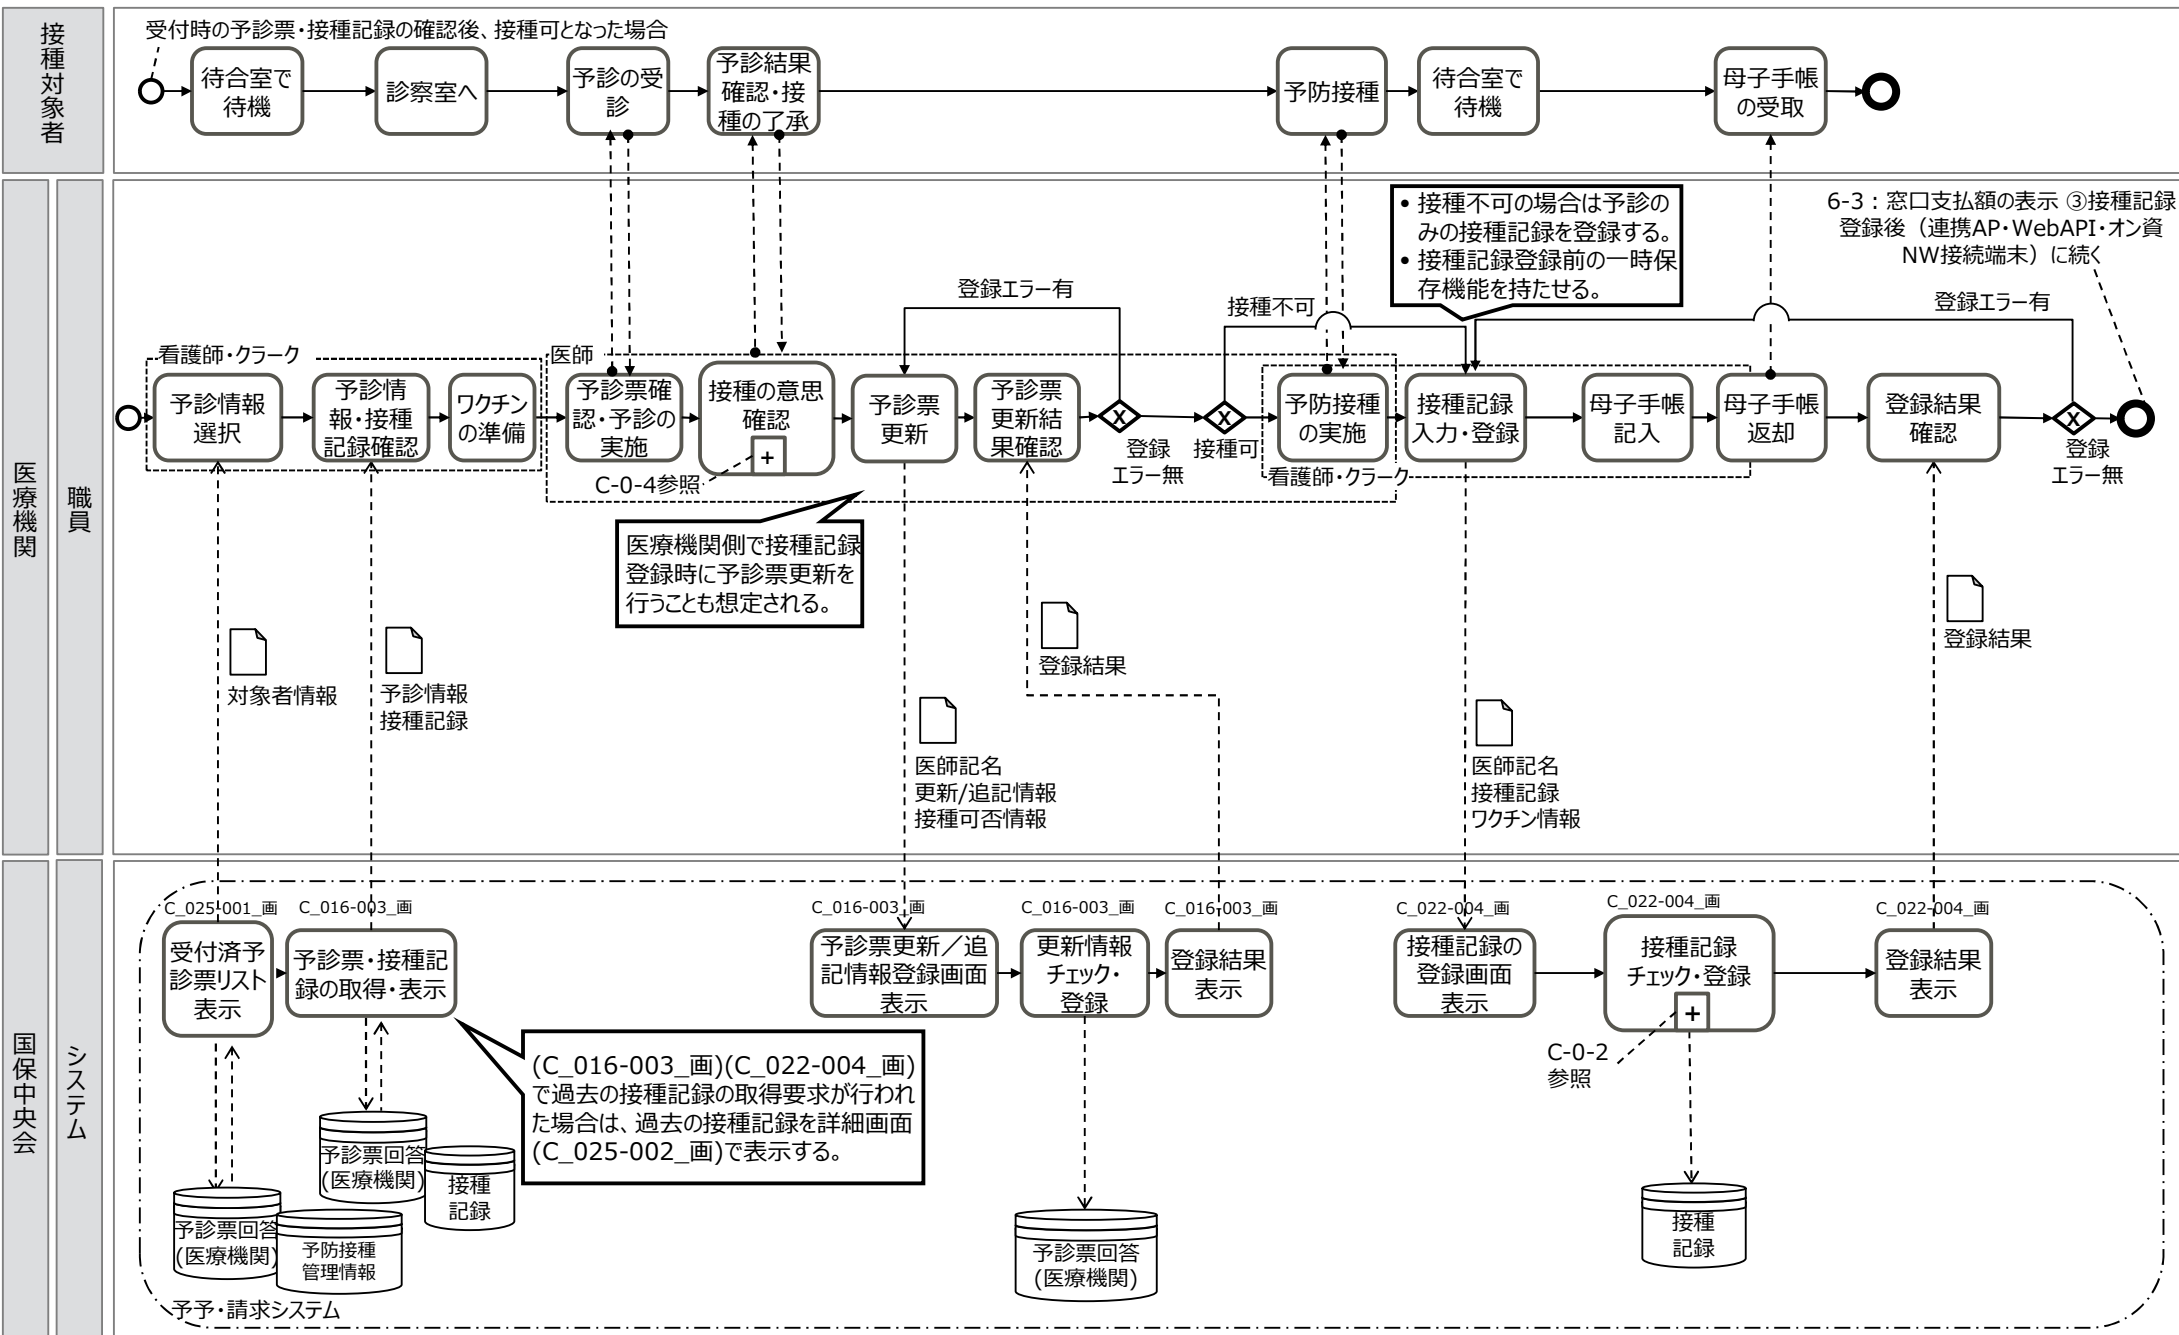 接種対象者
受付時の予診票・接種記録の確認後、接種可となった場合
待合室で
待機
診察室へ
予診の受
診
予診結果
確認・接
種の了承
予防接種
待合室で
待機
母子手帳
の受取
医療機関
職員
• 接種不可の場合は予診の
みの接種記録を登録する。
• 接種記録登録前の一時保
存機能を持たせる。
6-3：窓口支払額の表示 ③接種記録
登録後（連携AP・WebAPI・オン資
NW接続端末）に続く
登録エラー有
接種不可
登録エラー有
看護師・クラーク
医師
予診情報
選択
予診情
報・接種
記録確認
ワクチン
の準備
予診票確
認・予診の
実施
接種の意思
確認
+
C-0-4参照
予診票
更新
予診票
更新結
果確認
X
登録
エラー無
X
接種可
予防接種
の実施
看護師・クラーク
接種記録
入力・登録
母子手帳
記入
母子手帳
返却
登録結果
確認
X
登録
エラー無
医療機関側で接種記録
登録時に予診票更新を
行うことも想定される。
対象者情報
予診情報
接種記録
登録結果
医師記名
更新/追記情報
接種可否情報
医師記名
接種記録
ワクチン情報
登録結果
国保中央会
システム
C_025-001_画
受付済予
診票リスト
表示
C_016-003_画
予診票・接種記
録の取得・表示
C_016-003_画
予診票更新／追
記情報登録画面
表示
C_016-003_画
更新情報
チェック・
登録
C_016-003_画
登録結果
表示
C_022-004_画
接種記録の
登録画面
表示
C_022-004_画
接種記録
チェック・登録
+
C-0-2
参照
C_022-004_画
登録結果
表示
(C_016-003_画)(C_022-004_画)
で過去の接種記録の取得要求が行われ
た場合は、過去の接種記録を詳細画面
(C_025-002_画)で表示する。
予診票回答
(医療機関)
予防接種
管理情報
予診票回答
(医療機関)
接種
記録
予診票回答
(医療機関)
接種
記録
予予・請求システム